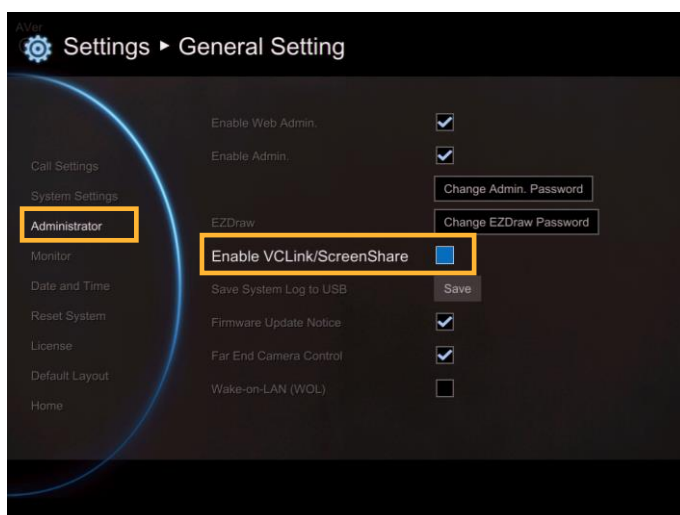 AVer
Settings ▸ General Setting
Enable Web Admin.
Call Settings
Enable Admin.
System Settings
Change Admin. Password
Administrator
EZDraw
Change EZDraw Password
Monitor
Enable VCLink/ScreenShare
Date and Time
Save System Log to USB
Save
Reset System
Firmware Update Notice
License
Far End Camera Control
Default Layout
Wake-on-LAN (WOL)
Home